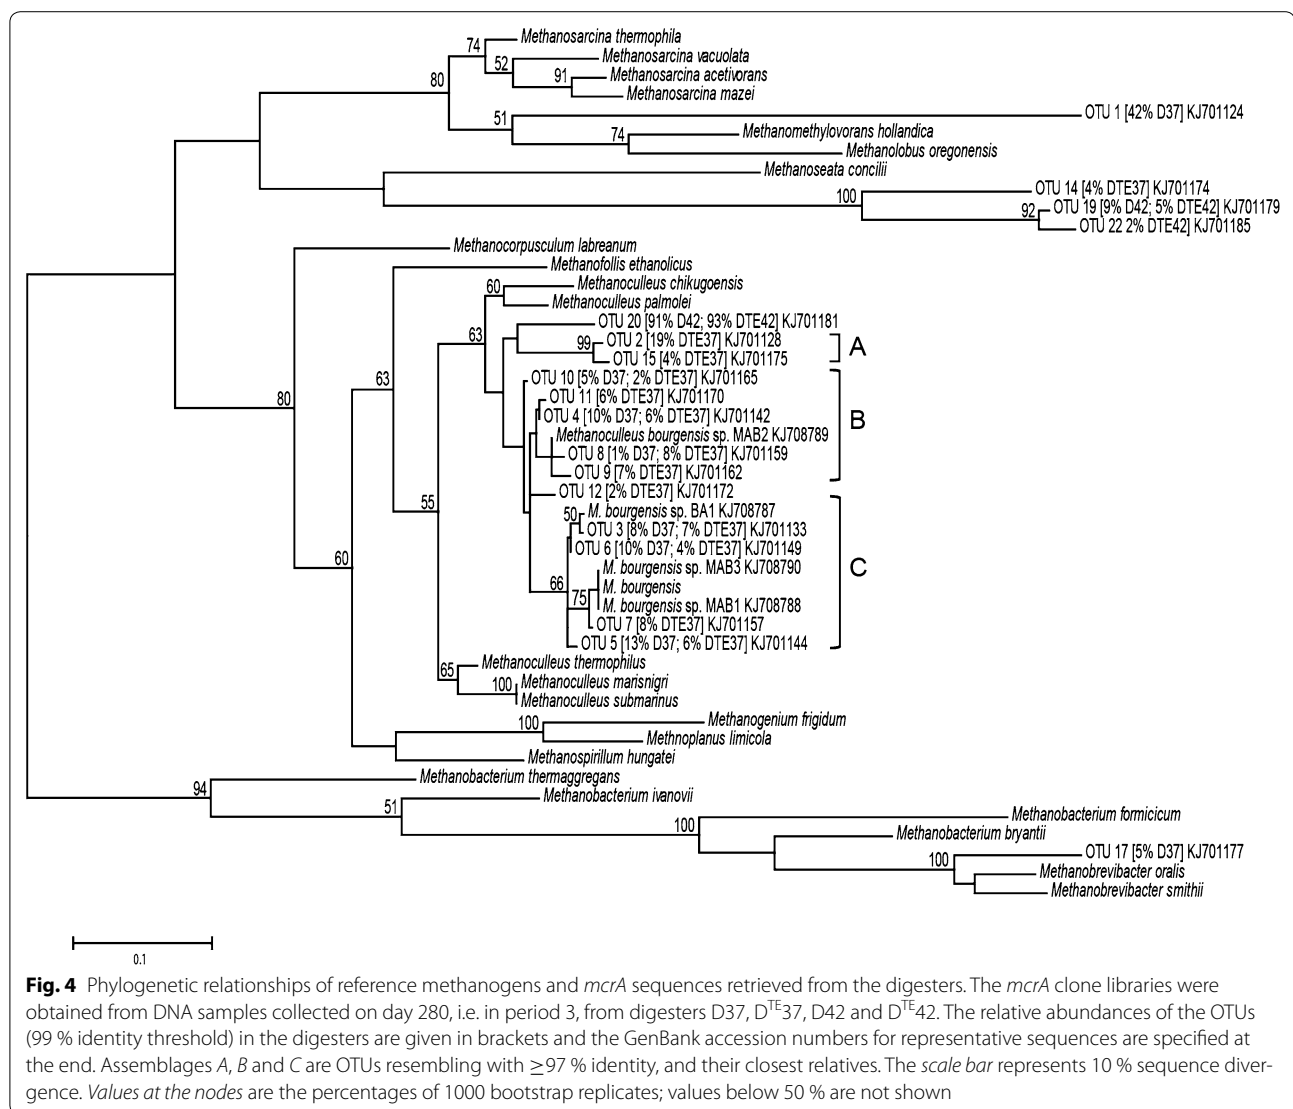 Methanosarcina thermophila
74
Methanosarcina vacuolata
52
Methanosarcina acetivorans
91
80
Methanosarcina mazei
OTU 1 [42% D37] KJ701124
51
Methanomethylovorans hollandica
74
Methanolobus oregonensis
Methanoseata concilii
OTU 14 [4% DTE37] KJ701174
100
OTU 19 [9% D42; 5% DTE42] KJ701179
92
OTU 22 2% DTE42] KJ701185
Methanocorpusculum labreanum
Methanofollis ethanolicus
Methanoculleus chikugoensis
60
Methanoculleus palmolei
OTU 20 [91% D42; 93% DTE42] KJ701181
63
OTU 2 [19% DTE37] KJ701128
99
A
OTU 15 [4% DTE37] KJ701175
63
OTU 10 [5% D37; 2% DTE37] KJ701165
80
OTU 11 [6% DTE37] KJ701170
OTU 4 [10% D37; 6% DTE37] KJ701142
B
Methanoculleus bourgensis sp. MAB2 KJ708789
OTU 8 [1% D37; 8% DTE37] KJ701159
OTU 9 [7% DTE37] KJ701162
OTU 12 [2% DTE37] KJ701172
55
M. bourgensis sp. BA1 KJ708787
50
OTU 3 [8% D37; 7% DTE37] KJ701133
OTU 6 [10% D37; 4% DTE37] KJ701149
60
M. bourgensis sp. MAB3 KJ708790
C
66
M. bourgensis
75
M. bourgensis sp. MAB1 KJ708788
OTU 7 [8% DTE37] KJ701157
OTU 5 [13% D37; 6% DTE37] KJ701144
Methanoculleus thermophilus
65
Methanoculleus marisnigri
100
Methanoculleus submarinus
Methanogenium frigidum
100
Methnoplanus limicola
Methanospirillum hungatei
Methanobacterium thermaggregans
94
Methanobacterium ivanovii
51
Methanobacterium formicicum
100
Methanobacterium bryantii
OTU 17 [5% D37] KJ701177
100
Methanobrevibacter oralis
Methanobrevibacter smithii
0.1
Fig. 4 Phylogenetic relationships of reference methanogens and mcrA sequences retrieved from the digesters. The mcrA clone libraries were
obtained from DNA samples collected on day 280, i.e. in period 3, from digesters D37, D^TE37, D42 and D^TE42. The relative abundances of the OTUs
(99 % identity threshold) in the digesters are given in brackets and the GenBank accession numbers for representative sequences are specified at
the end. Assemblages A, B and C are OTUs resembling with ≥97 % identity, and their closest relatives. The scale bar represents 10 % sequence diver-
gence. Values at the nodes are the percentages of 1000 bootstrap replicates; values below 50 % are not shown